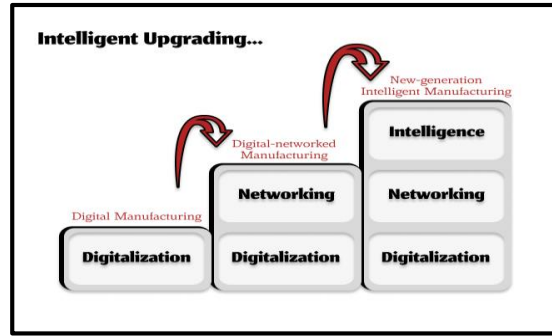 Intelligent Upgrading...
New-generation
Intelligent Manufacturing
Intelligence
Digital-networked
Manufacturing
Networking
Networking
Digital Manufacturing
Digitalization
Digitalization
Digitalization